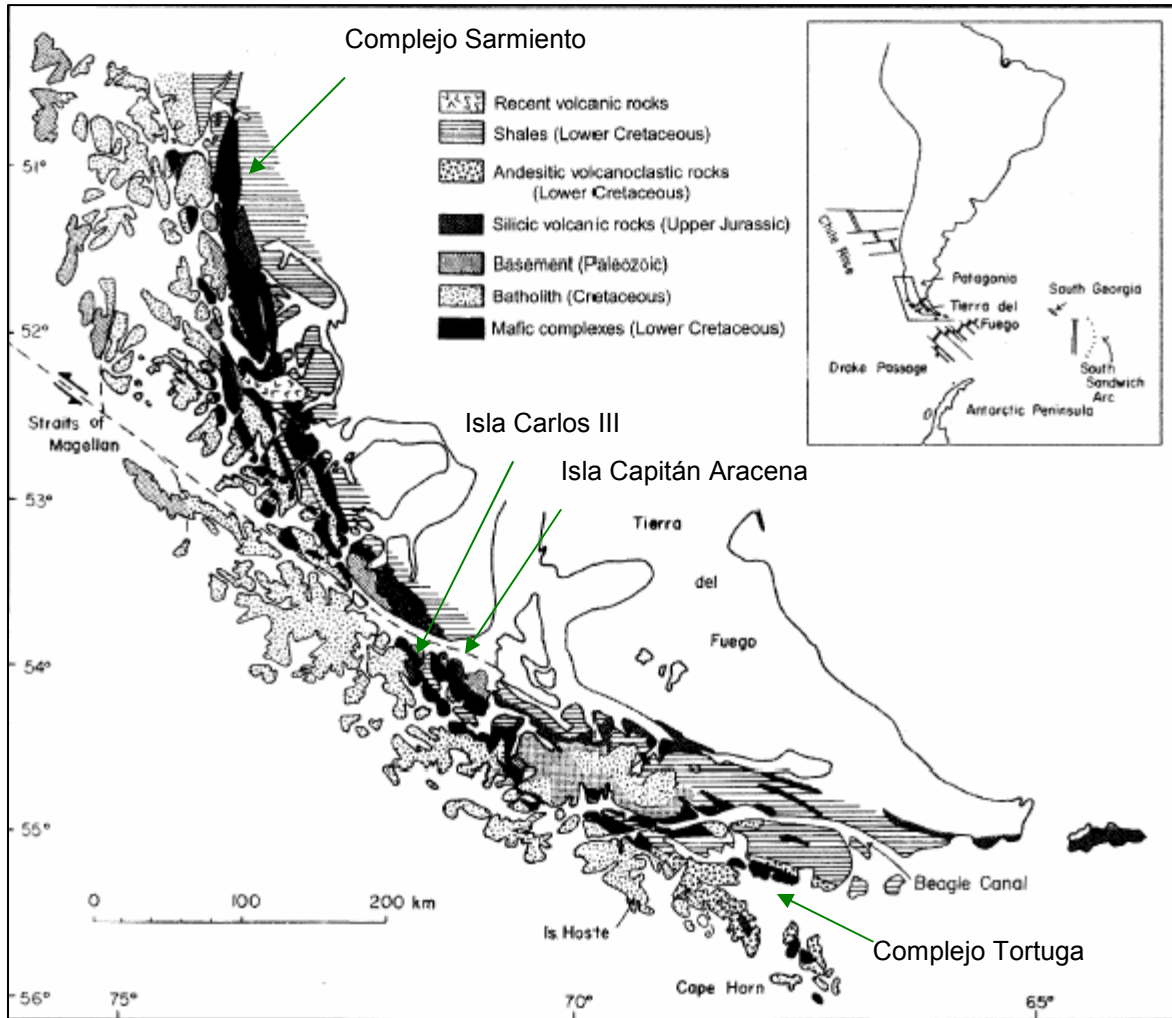 Complejo Sarmiento
Recent volcanic rocks
Shales (Lower Cretaceous)
Andesitic volcanoclastic rocks
(Lower Cretaceous)
Silicic volcanic rocks (Upper Jurassic)
Basement (Paleozoic)
Batholith (Cretaceous)
Mafic complexes (Lower Cretaceous)
Chile Rise
Patagonia
Tierra del
Fuego
South Georgia
Drake Passage
South
Sandwich
Arc
Antarctic Peninsula
51°
52°
Straits of
Magellan
Isla Carlos III
Isla Capitán Aracena
53°
Tierra
del
Fuego
54°
55°
0 100 200 km
Beagle Canal
Is. Hoste
Complejo Tortuga
Cape Horn
56° 75° 70° 65°